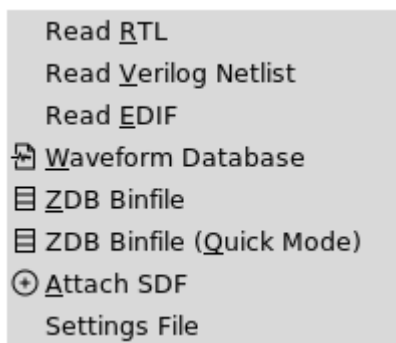 Read RTL
Read Verilog Netlist
Read EDIF
Waveform Database
ZDB Binfile
ZDB Binfile (Quick Mode)
Attach SDF
Settings File